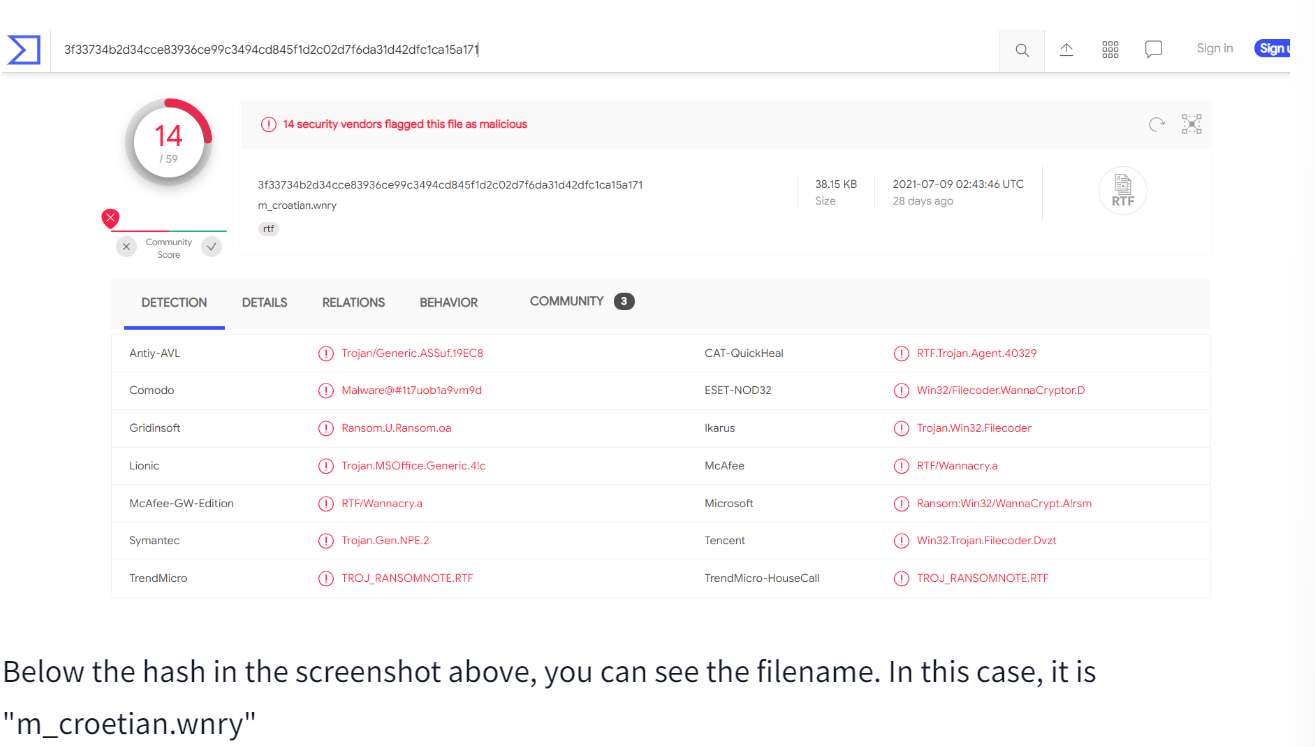 3f33734b2d34cce83936ce99c3494cd845f1d2c02d7f6da31d42dfc1ca15a171
Sign in
Sign u
14
/ 59
14 security vendors flagged this file as malicious
3f33734b2d34cce83936ce99c3494cd845f1d2c02d7f6da31d42dfc1ca15a171
m_croatian.wnry
rtf
38.15 KB
Size
2021-07-09 02:43:46 UTC
28 days ago
RTF
Community
Score
DETECTION DETAILS RELATIONS BEHAVIOR COMMUNITY 3
Antiy-AVL Trojan/Generic.ASSuf.19EC8 CAT-QuickHeal RTF.Trojan.Agent.40329
Comodo Malware@#1t7uob1a9vm9d ESET-NOD32 Win32/Filecoder.WannaCryptor.D
Gridinsoft Ransom.U.Ransom.oa Ikarus Trojan.Win32.Filecoder
Lionic Trojan.MSOffice.Generic.4!c McAfee RTF/Wannacry.a
McAfee-GW-Edition RTF/Wannacry.a Microsoft Ransom:Win32/WannaCrypt.A!rsm
Symantec Trojan.Gen.NPE.2 Tencent Win32.Trojan.Filecoder.Dvzt
TrendMicro TROJ_RANSOMNOTE.RTF TrendMicro-HouseCall TROJ_RANSOMNOTE.RTF
Below the hash in the screenshot above, you can see the filename. In this case, it is
"m_croetian.wnry"